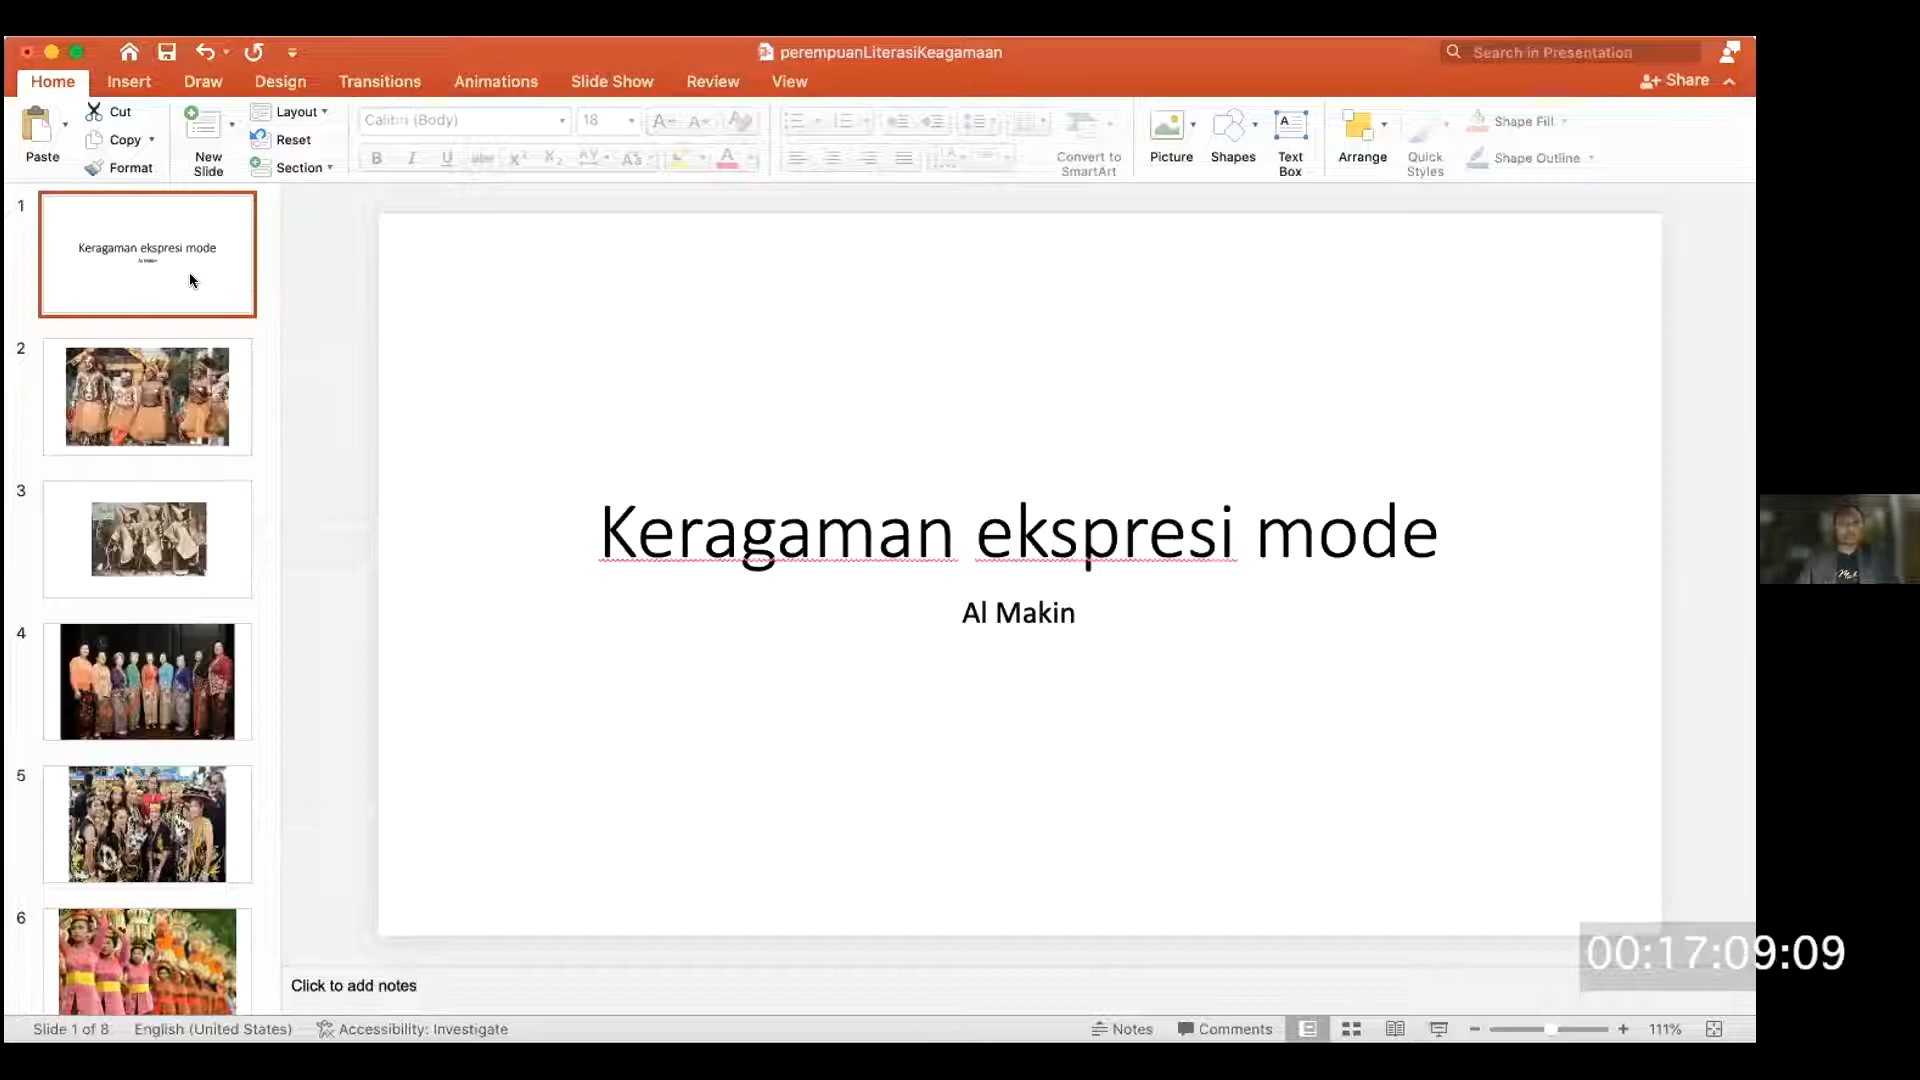 perempuanLiterasiKeagamaan
Search in Presentation
Home Insert Draw Design Transitions Animations Slide Show Review View
Share
Paste
Cut
Copy
Format
New
Slide
Layout
Reset
Section
Calibri (Body) 18
Convert to
SmartArt
Picture
Shapes
Text
Box
Arrange
Quick
Styles
Shape Fill
Shape Outline
1
Keragaman ekspresi mode
Al Makin
2
3
4
5
6
Keragaman ekspresi mode
Al Makin
Click to add notes
00:17:09:09
Slide 1 of 8 English (United States) Accessibility: Investigate Notes Comments 111%